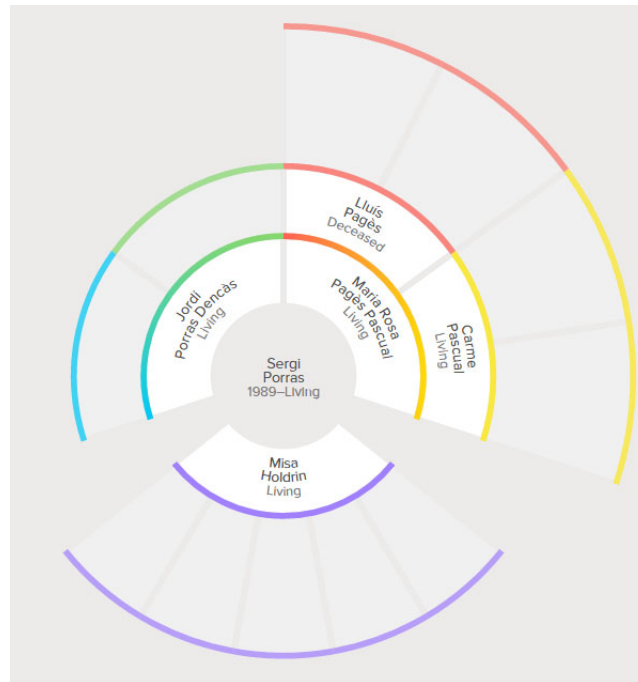 Lluís
Pagès
Deceased
Jordi
Porras Dencàs
Living
Maria Rosa
Pagès Pascual
Living
Carme
Pascual
Living
Sergi
Porras
1989–Living
Misa
Holdrin
Living